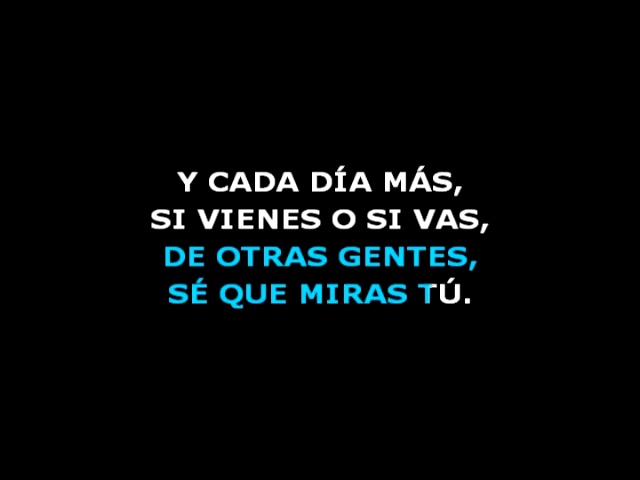 Y CADA DÍA MÁS,
SI VIENES O SI VAS,
DE OTRAS GENTES,
SÉ QUE MIRAS TÚ.